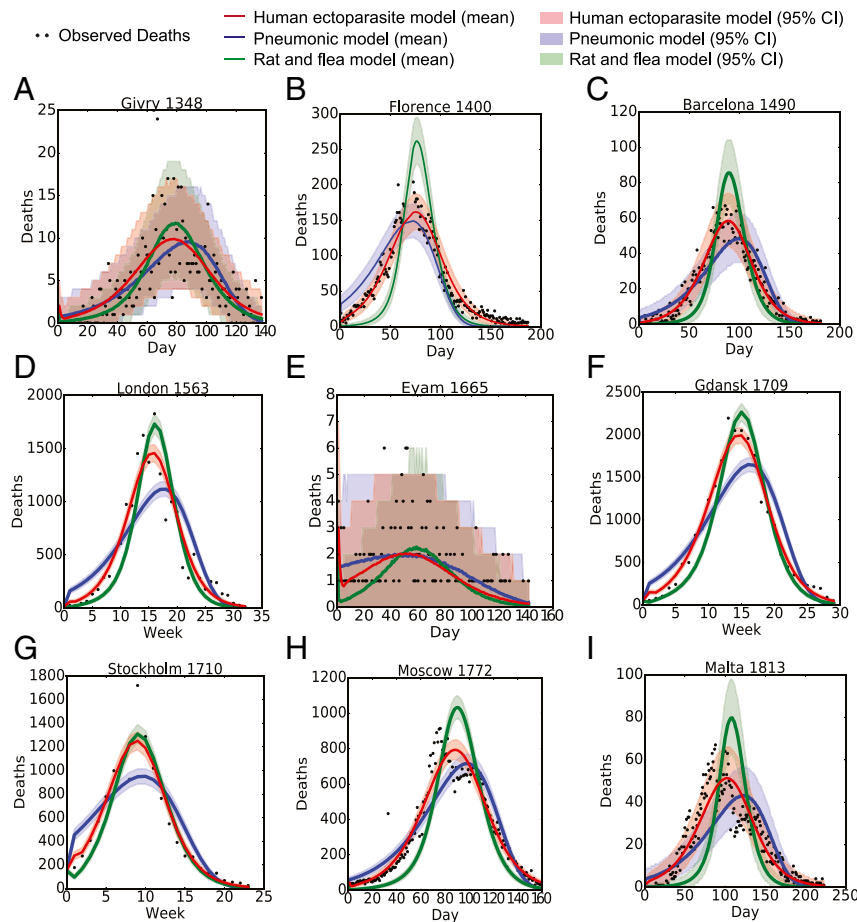 Observed Deaths
Human ectoparasite model (mean)
Pneumonic model (mean)
Rat and flea model (mean)
Human ectoparasite model (95% CI)
Pneumonic model (95% CI)
Rat and flea model (95% CI)
A
Givry 1348
Deaths
25
20
15
10
5
0
0 20 40 60 80 100 120 140
Day
B
Florence 1400
Deaths
300
250
200
150
100
50
0
0 50 100 150 200
Day
C
Barcelona 1490
Deaths
120
100
80
60
40
20
0
0 50 100 150 200
Day
D
London 1563
Deaths
2000
1500
1000
500
0
0 5 10 15 20 25 30 35
Week
E
Eyam 1665
Deaths
8
7
6
5
4
3
2
1
0
0 20 40 60 80 100 120 140 160
Day
F
Gdansk 1709
Deaths
2500
2000
1500
1000
500
0
0 5 10 15 20 25 30
Week
G
Stockholm 1710
Deaths
1800
1600
1400
1200
1000
800
600
400
200
0
0 5 10 15 20 25
Week
H
Moscow 1772
Deaths
1200
1000
800
600
400
200
0
0 20 40 60 80 100 120 140 160
Day
I
Malta 1813
Deaths
100
80
60
40
20
0
0 50 100 150 200 250
Day